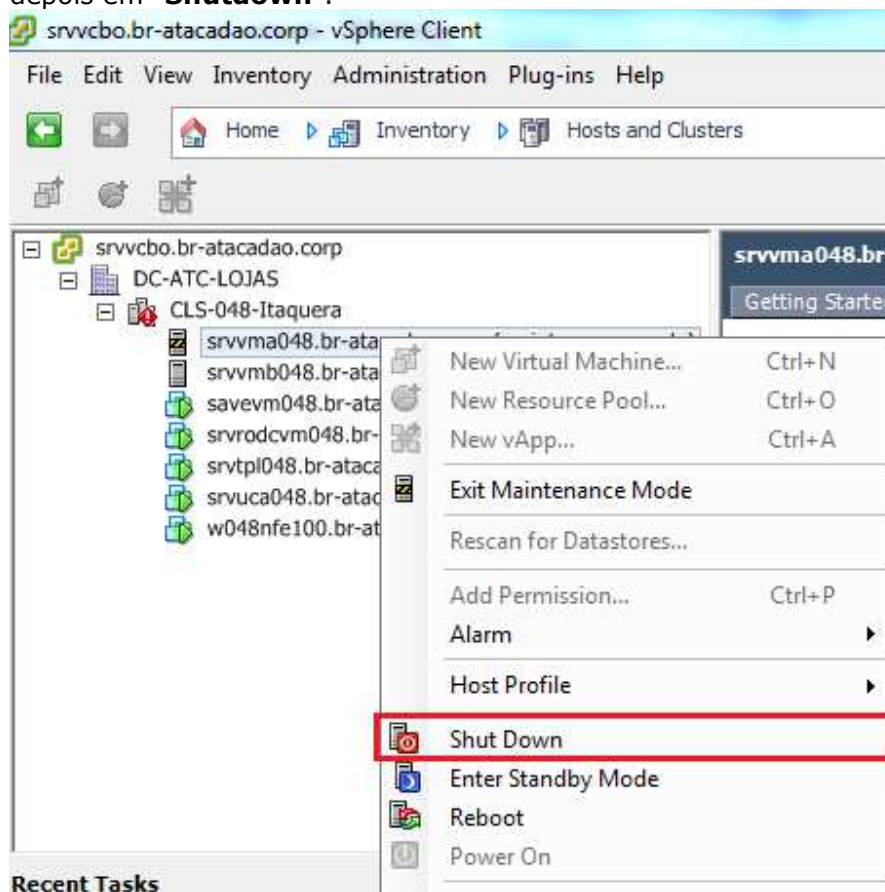 depois em "Shutdown".
srvvcbo.br-atacadao.corp - vSphere Client
File Edit View Inventory Administration Plug-ins Help
Home Inventory Hosts and Clusters
srvvcbo.br-atacadao.corp
DC-ATC-LOJAS
CLS-048-Itaquera
srvvma048.br-ata
srvvmb048.br-ata
savevm048.br-ata
srvrodcvm048.br-
srvtpl048.br-ataca
srvuca048.br-atac
w048nfe100.br-at
srvvma048.br
Getting Starte
New Virtual Machine... Ctrl+N
New Resource Pool... Ctrl+O
New vApp... Ctrl+A
Exit Maintenance Mode
Rescan for Datastores...
Add Permission... Ctrl+P
Alarm
Host Profile
Shut Down
Enter Standby Mode
Reboot
Power On
Recent Tasks